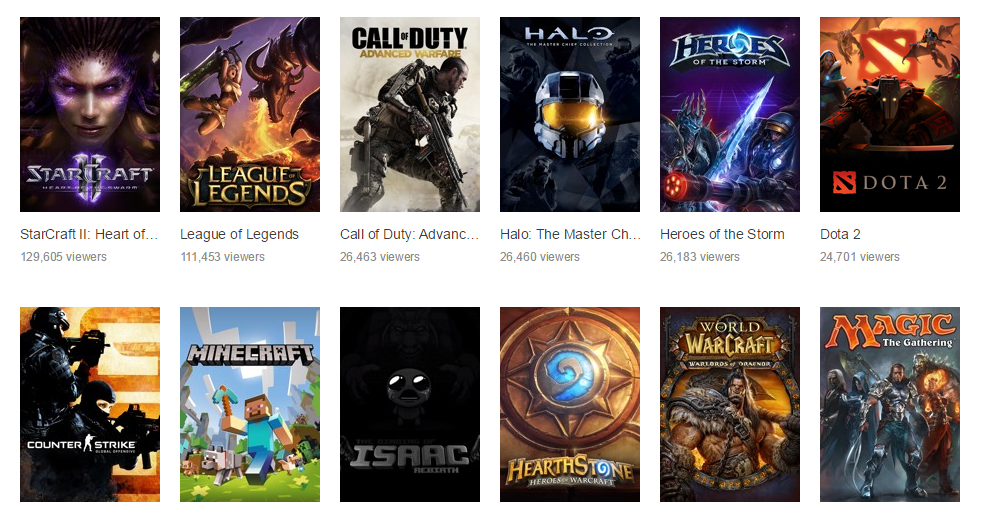 STARCRAFT
II
HEART OF THE SWARM
LEAGUE OF
LEGENDS
CALL OF DUTY
ADVANCED WARFARE
HALO
THE MASTER CHIEF COLLECTION
HEROES
OF THE STORM
DOTA 2
StarCraft II: Heart of...
League of Legends
Call of Duty: Advanc...
Halo: The Master Ch...
Heroes of the Storm
Dota 2
129,605 viewers
111,453 viewers
26,463 viewers
26,460 viewers
26,183 viewers
24,701 viewers
COUNTER STRIKE
GLOBAL OFFENSIVE
MINECRAFT
THE BINDING OF
ISAAC
REBIRTH
HEARTHSTONE
HEROES OF WARCRAFT
WORLD
OF
WARCRAFT
WARLORDS OF DRAENOR
MAGIC
The Gathering